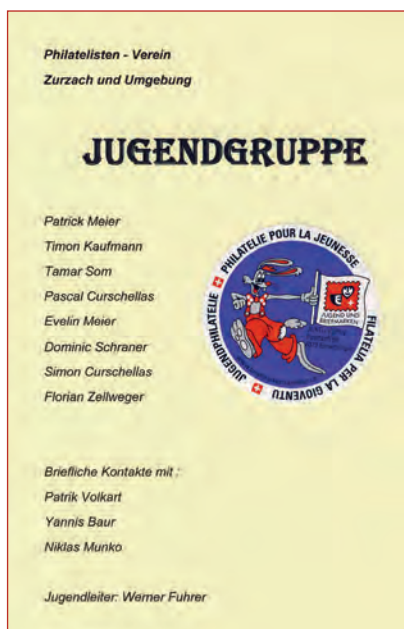 Philatelisten - Verein
Zurzach und Umgebung
JUGENDGRUPPE
Patrick Meier
Timon Kaufmann
Tamar Som
Pascal Curschellas
Evelin Meier
Dominic Schraner
Simon Curschellas
Florian Zellweger
JUGENDPHILATELIE
PHILATELIE POUR LA JEUNESSE
FILATELIA PER LA GIOVENTU
JUGEND UND
BRIEFMARKEN
Briefliche Kontakte mit :
Patrik Volkart
Yannis Baur
Niklas Munko
Jugendleiter: Werner Fuhrer